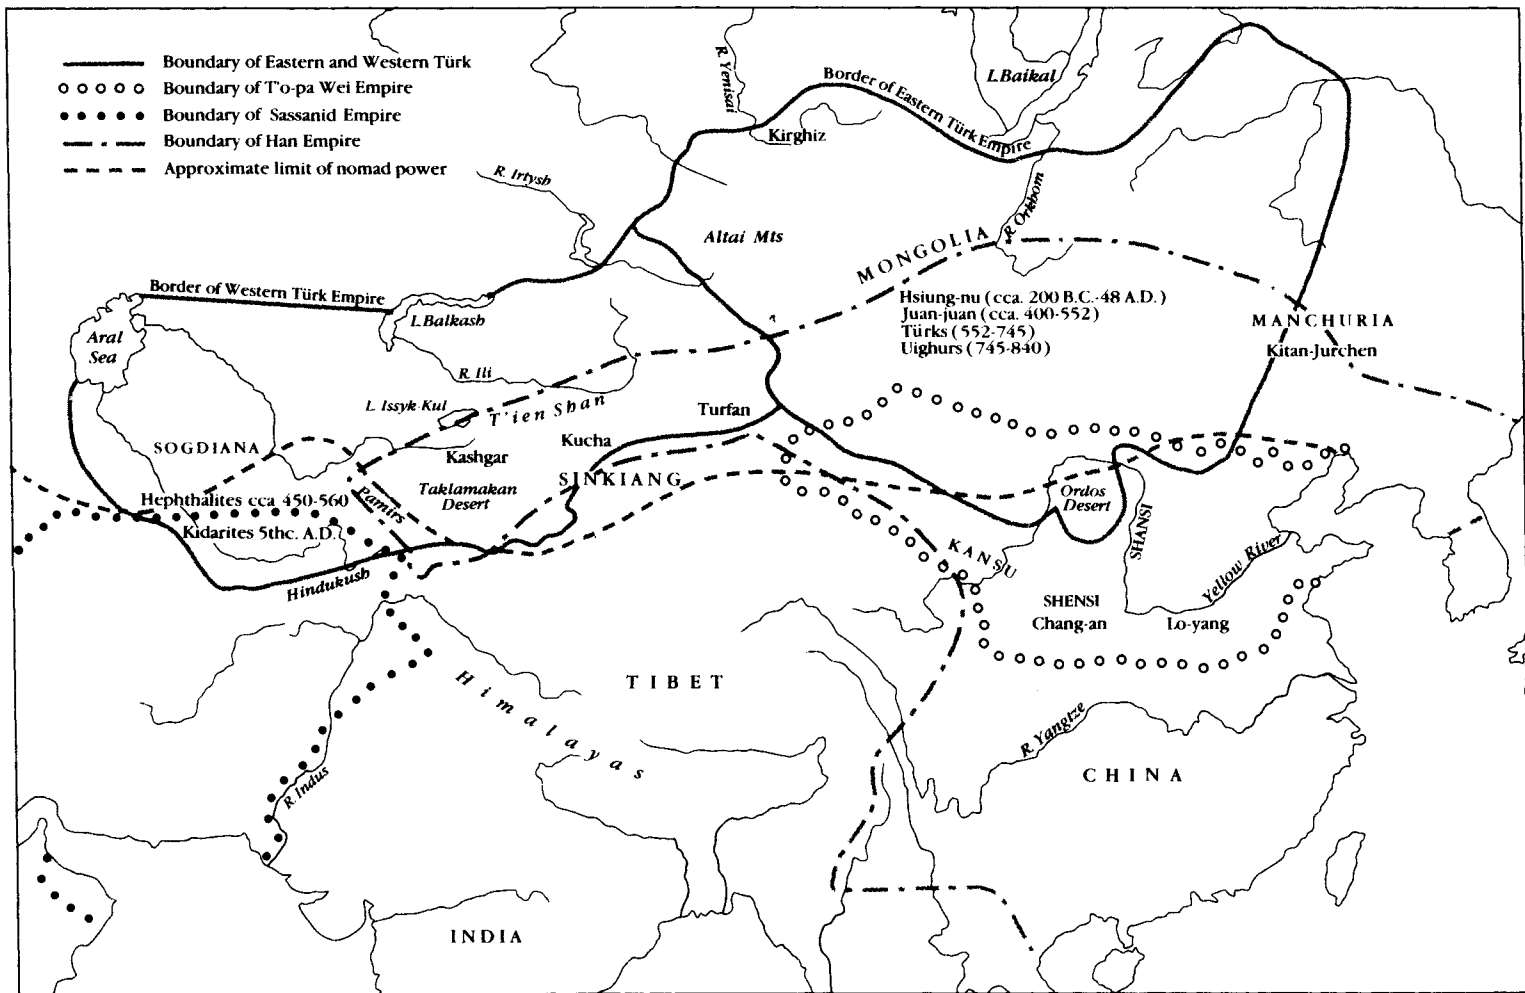 Boundary of Eastern and Western Türk
Boundary of T'o-pa Wei Empire
Boundary of Sassanid Empire
Boundary of Han Empire
Approximate limit of nomad power
R. Yenisai
L.Baikal
Border of Eastern Türk Empire
Kirghiz
R. Irtysh
R. Orkhom
Altai Mts
MONGOLIA
Border of Western Türk Empire
L.Balkash
Aral
Sea
Hsiung-nu (cca. 200 B.C.-48 A.D.)
Juan-juan (cca. 400-552)
Türks (552-745)
Uighurs (745-840)
MANCHURIA
Kitan-Jurchen
R. Ili
L. Issyk-Kul
T'ien Shan
Turfan
SOGDIANA
Kucha
Kashgar
SINKIANG
Taklamakan
Desert
Pamirs
Hephthalites cca 450-560
Kidarites 5thc. A.D.
Hindukush
Ordos
Desert
SHANSI
KANSU
Yellow River
SHENSI
Chang-an
Lo-yang
TIBET
Himalayas
R. Yangtze
R. Indus
CHINA
INDIA